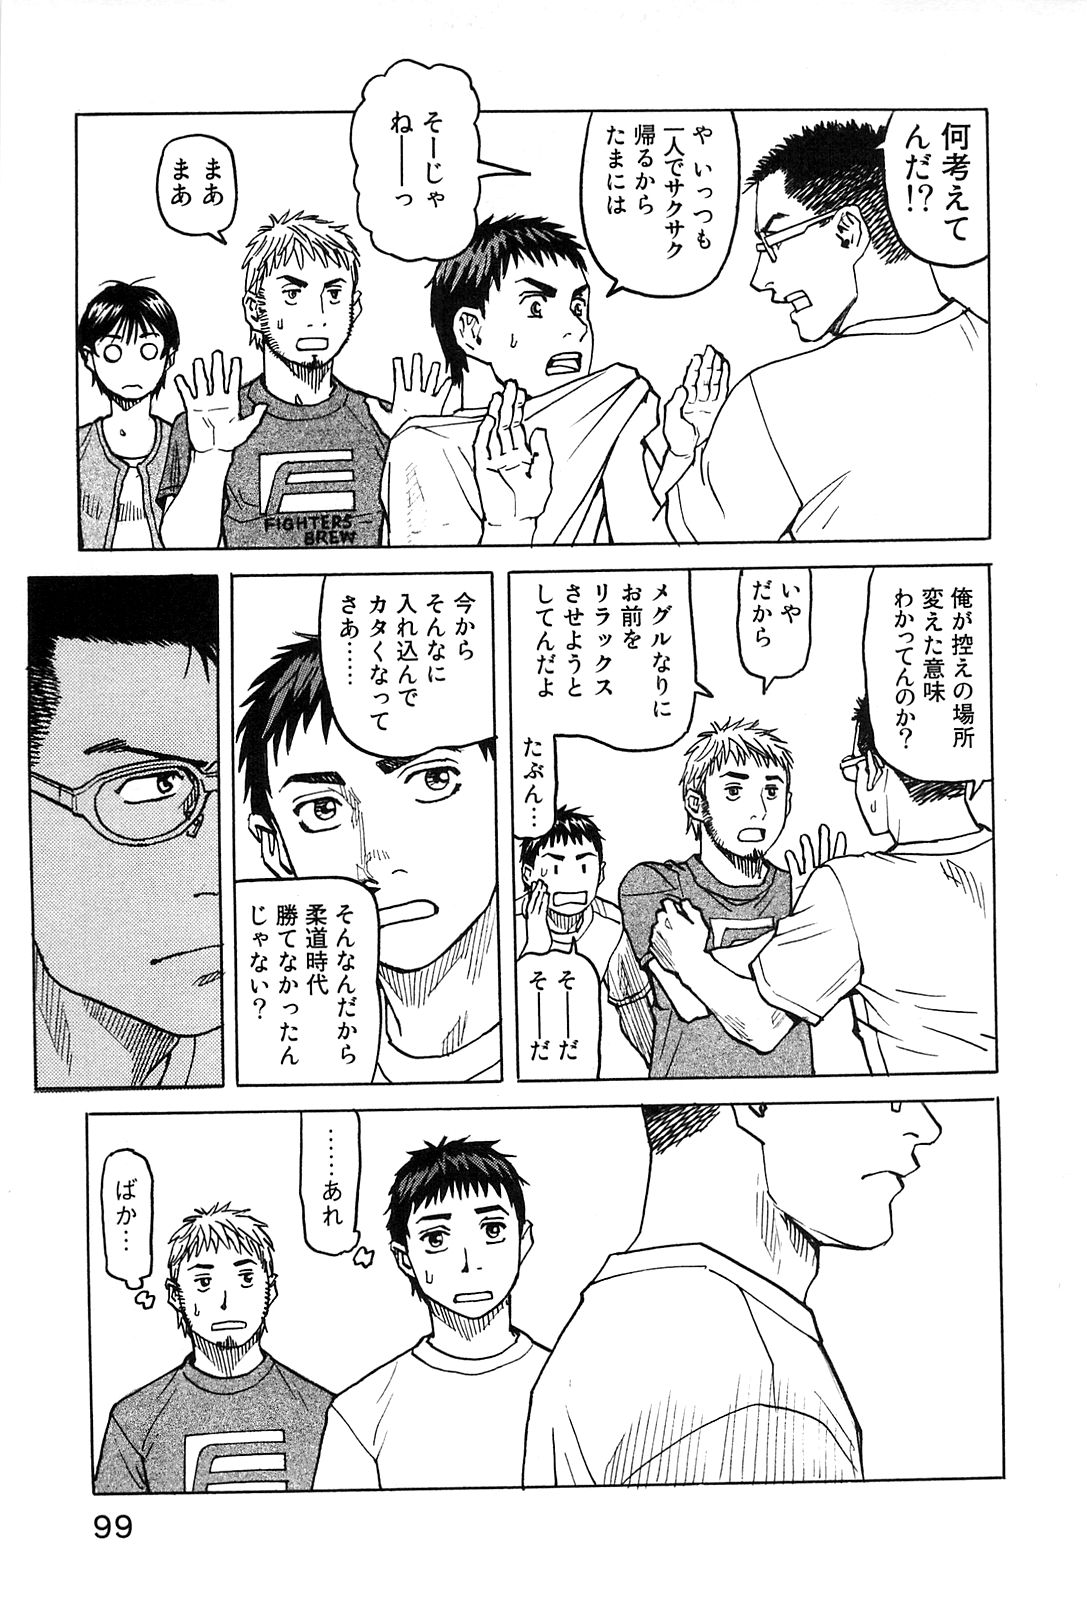 何考えて
んだ!?
や いっつも
一人でサクサク
帰るから
たまには
そーじゃ
ねーっ
まあ
まあ
FIGHTERS
BREW
俺が控えの場所
変えた意味
わかってんのか?
いや
だから
メグルなりに
お前を
リラックス
させようと
してんだよ
たぶん…
そーだ
そーだ
今から
そんなに
入れ込んで
カタくなって
さあ……
そんなんだから
柔道時代
勝てなかったん
じゃない?
……あれ
ばか…
99